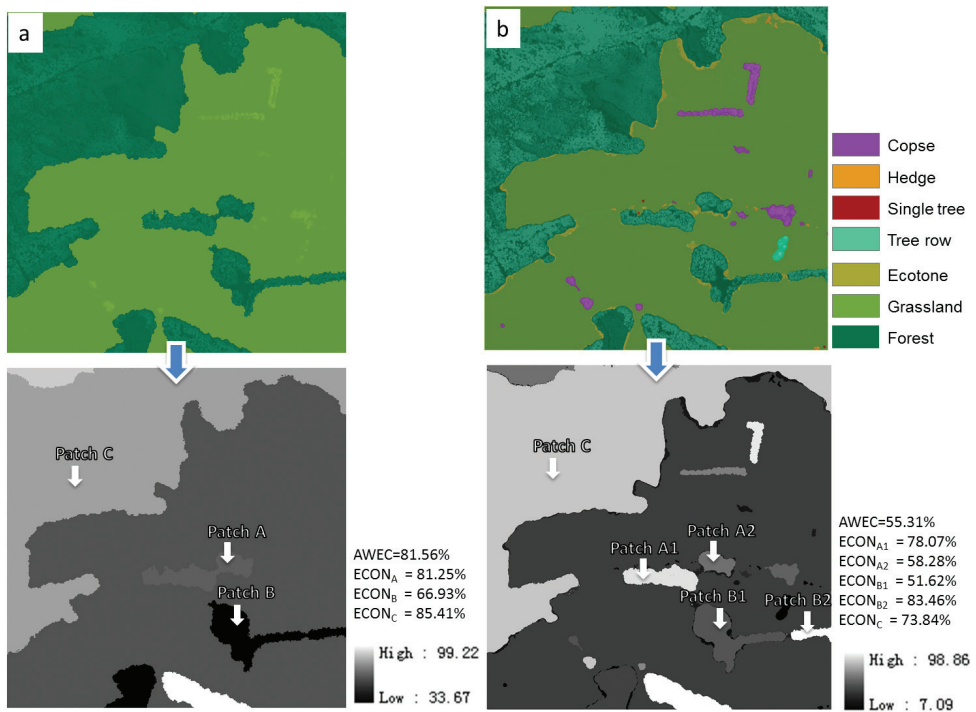 a
b
Copse
Hedge
Single tree
Tree row
Ecotone
Grassland
Forest
Patch C
Patch A
Patch B
AWEC=81.56%
ECONA = 81.25%
ECONB = 66.93%
ECONC = 85.41%
High : 99.22
Low : 33.67
Patch C
Patch A2
Patch A1
Patch B1
Patch B2
AWEC=55.31%
ECONA1 = 78.07%
ECONA2 = 58.28%
ECONB1 = 51.62%
ECONB2 = 83.46%
ECONC = 73.84%
High : 98.86
Low : 7.09